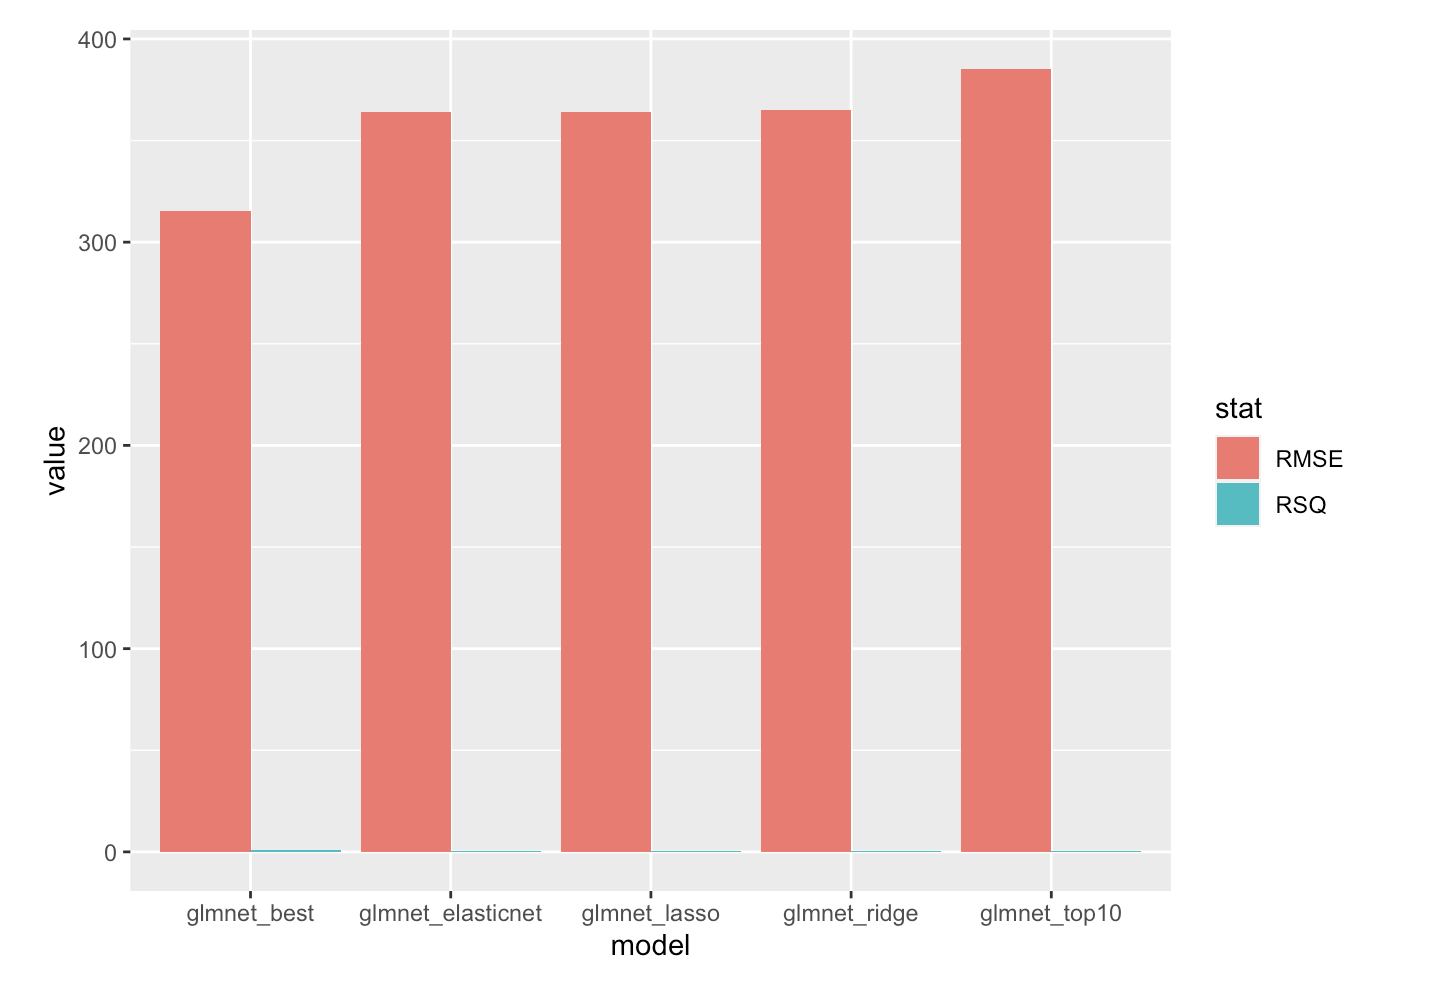 400
300
200
100
0
value
glmnet_best glmnet_elasticnet glmnet_lasso glmnet_ridge glmnet_top10
model
stat
RMSE
RSQ